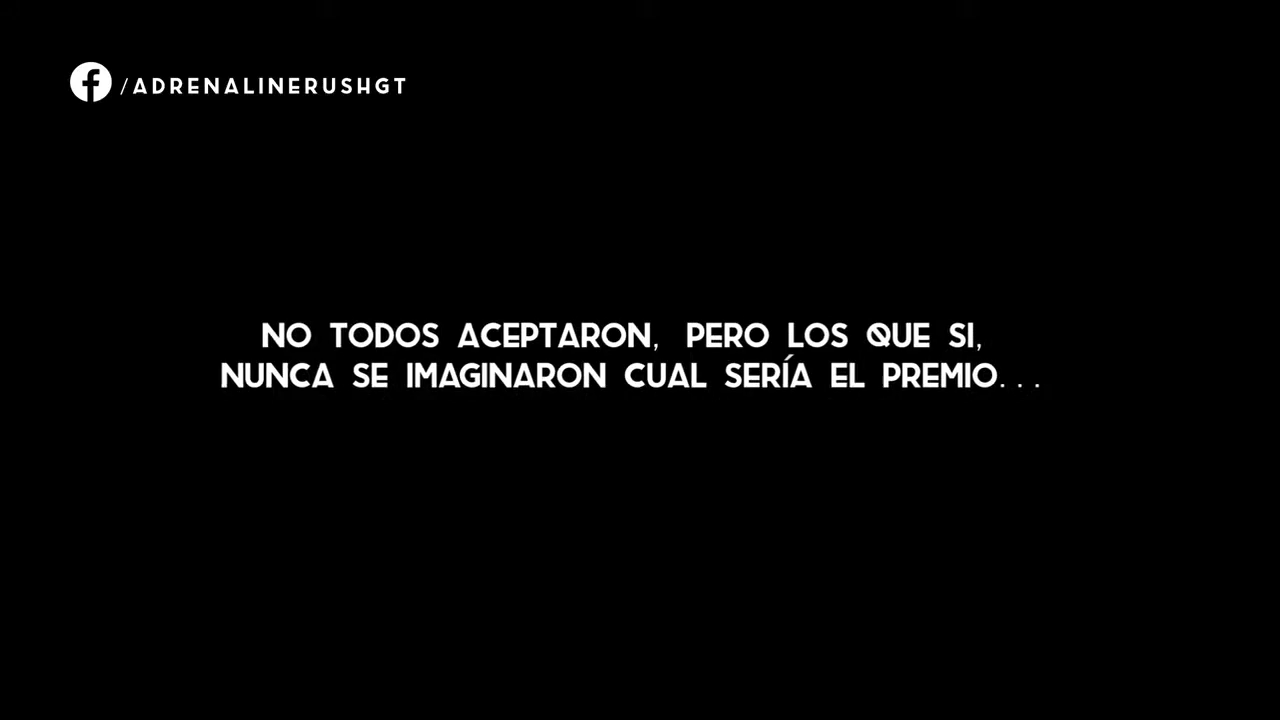 /ADRENALINERUSHGT
NO TODOS ACEPTARON, PERO LOS QUE SI,
NUNCA SE IMAGINARON CUAL SERÍA EL PREMIO...